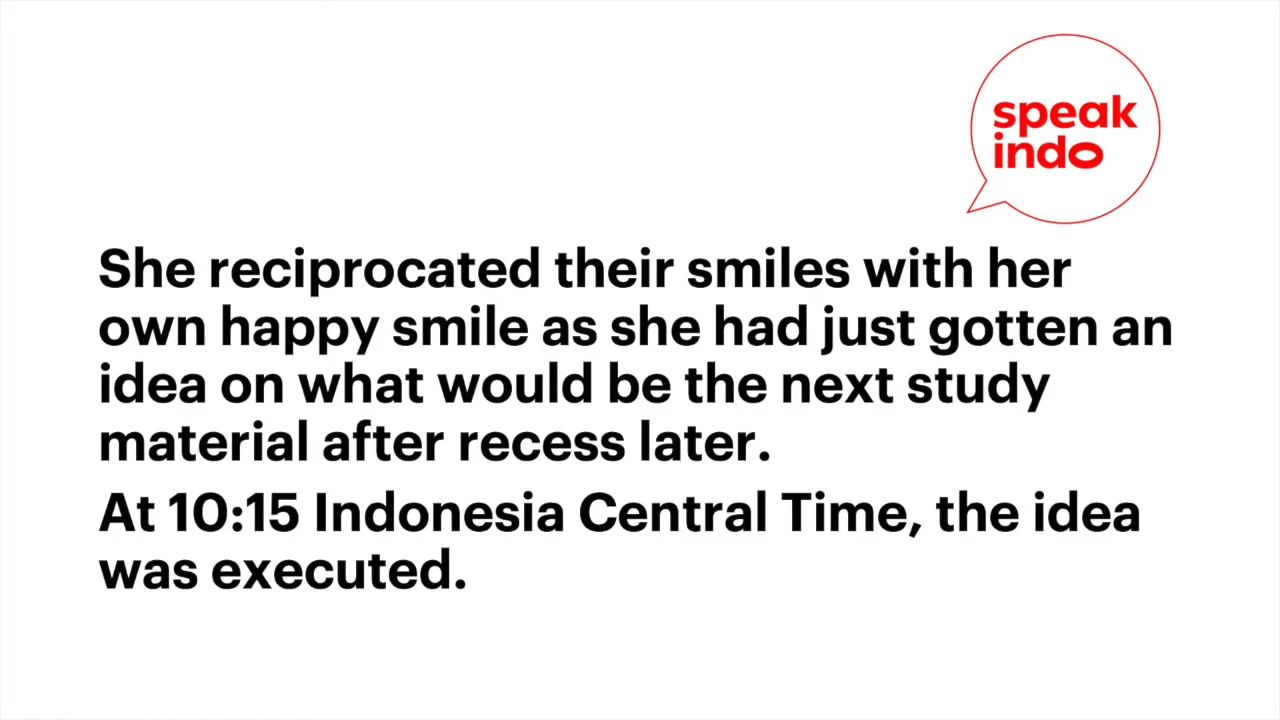 speak
indo
She reciprocated their smiles with her
own happy smile as she had just gotten an
idea on what would be the next study
material after recess later.
At 10:15 Indonesia Central Time, the idea
was executed.